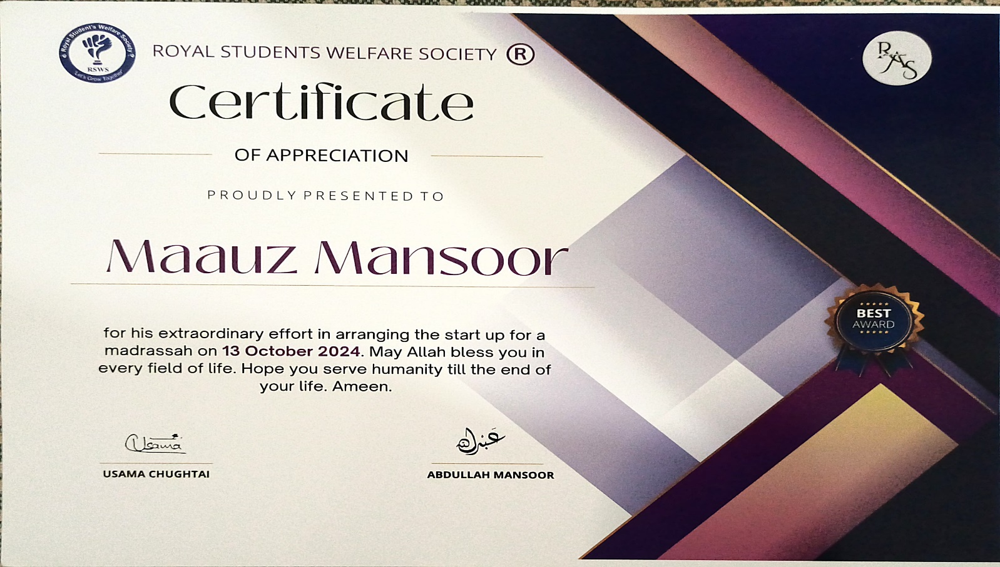 Royal Student's Welfare Society
RSWS
"Let's Grow Together"
ROYAL STUDENTS WELFARE SOCIETY ®
RAS
Certificate
OF APPRECIATION
PROUDLY PRESENTED TO
Maauz Mansoor
BEST
AWARD
for his extraordinary effort in arranging the start up for a
madrassah on 13 October 2024. May Allah bless you in
every field of life. Hope you serve humanity till the end of
your life. Ameen.
Usama
عبدالله
USAMA CHUGHTAI
ABDULLAH MANSOOR